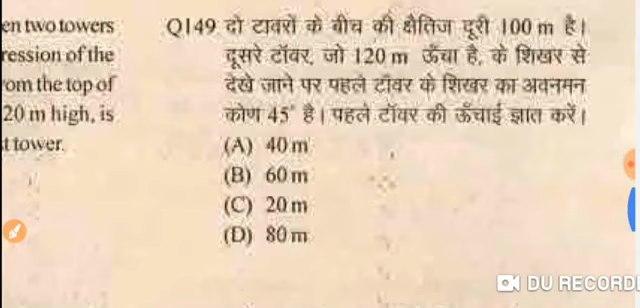 en two towers
ression of the
om the top of
20 m high, is
t tower.
Q149 दो टावरों के बीच की क्षैतिज दूरी 100 m है।
दूसरे टॉवर, जो 120 m ऊँचा है, के शिखर से
देखे जाने पर पहले टॉवर के शिखर का अवनमन
कोण 45° है। पहले टॉवर की ऊँचाई ज्ञात करें।
(A) 40 m
(B) 60 m
(C) 20 m
(D) 80 m
DU RECORD